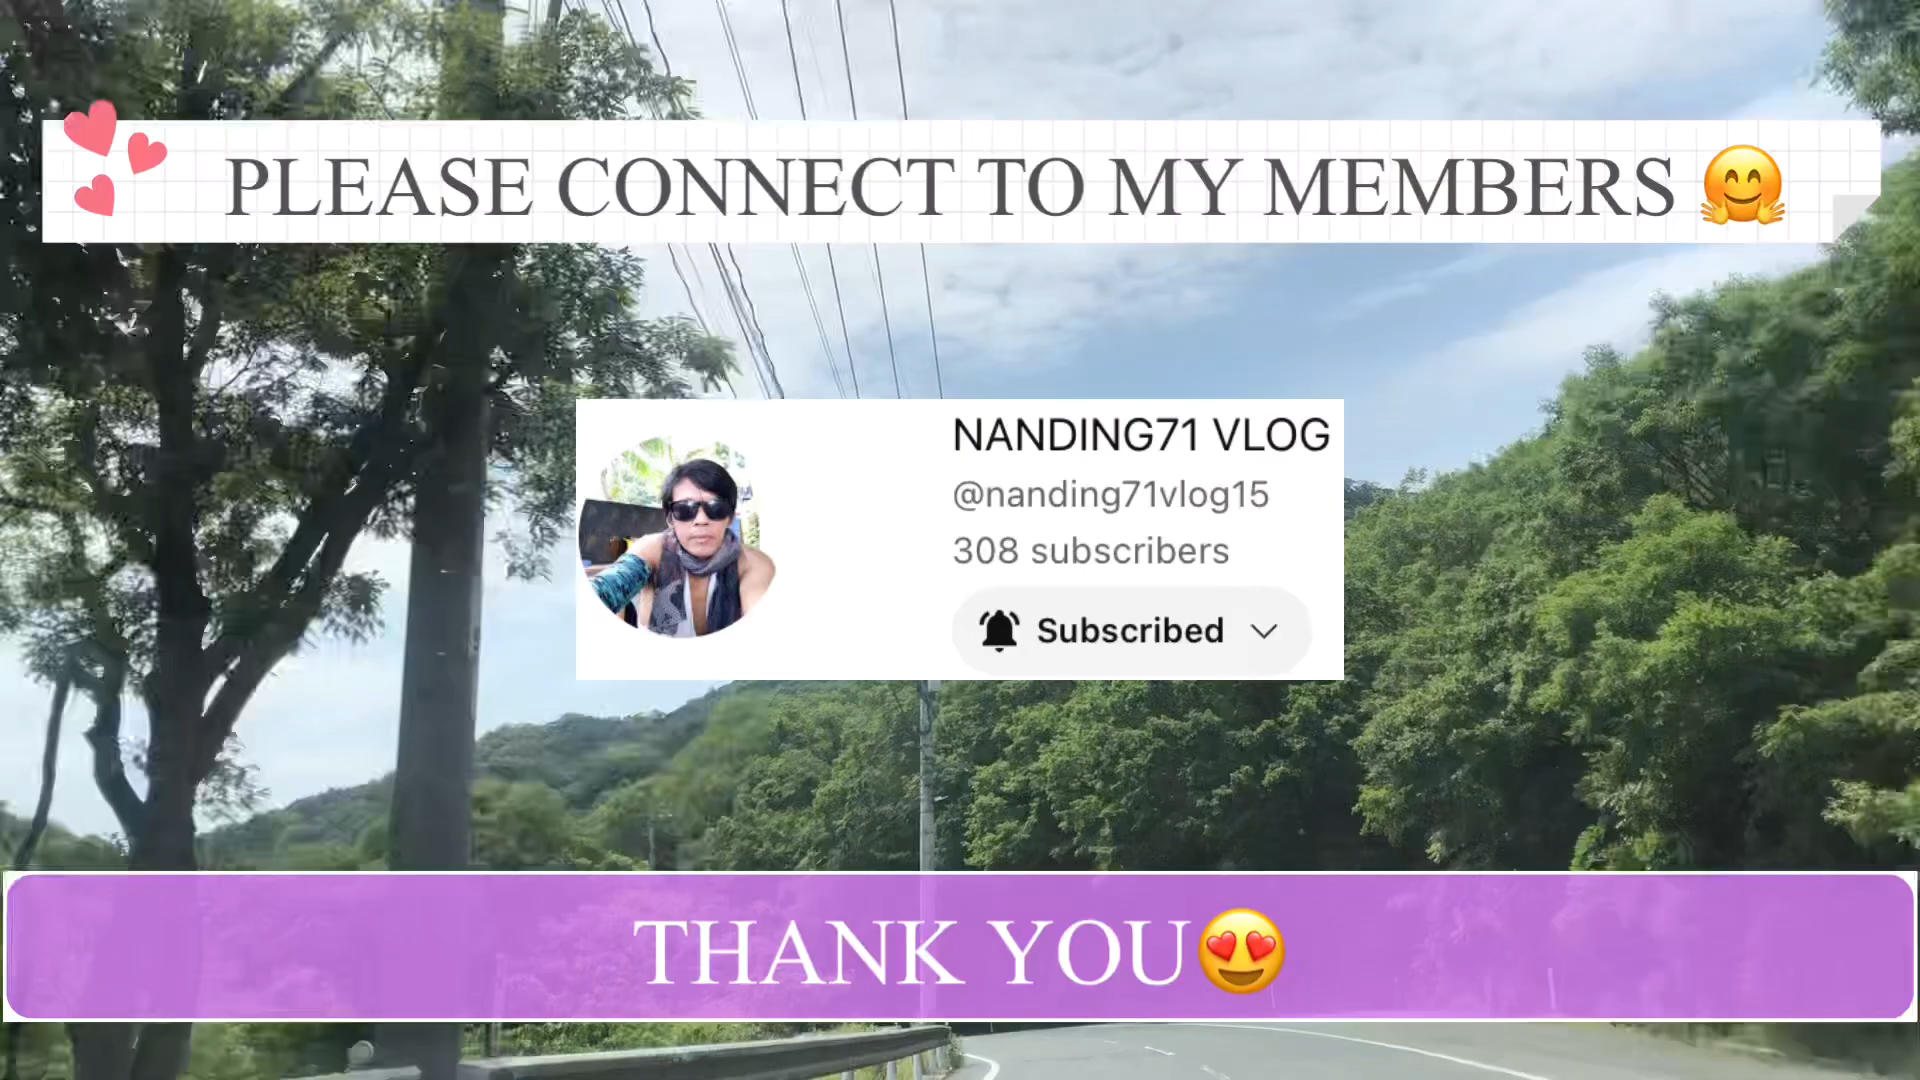 PLEASE CONNECT TO MY MEMBERS 🤗
NANDING71 VLOG
@nanding71vlog15
308 subscribers
Subscribed
THANK YOU😍